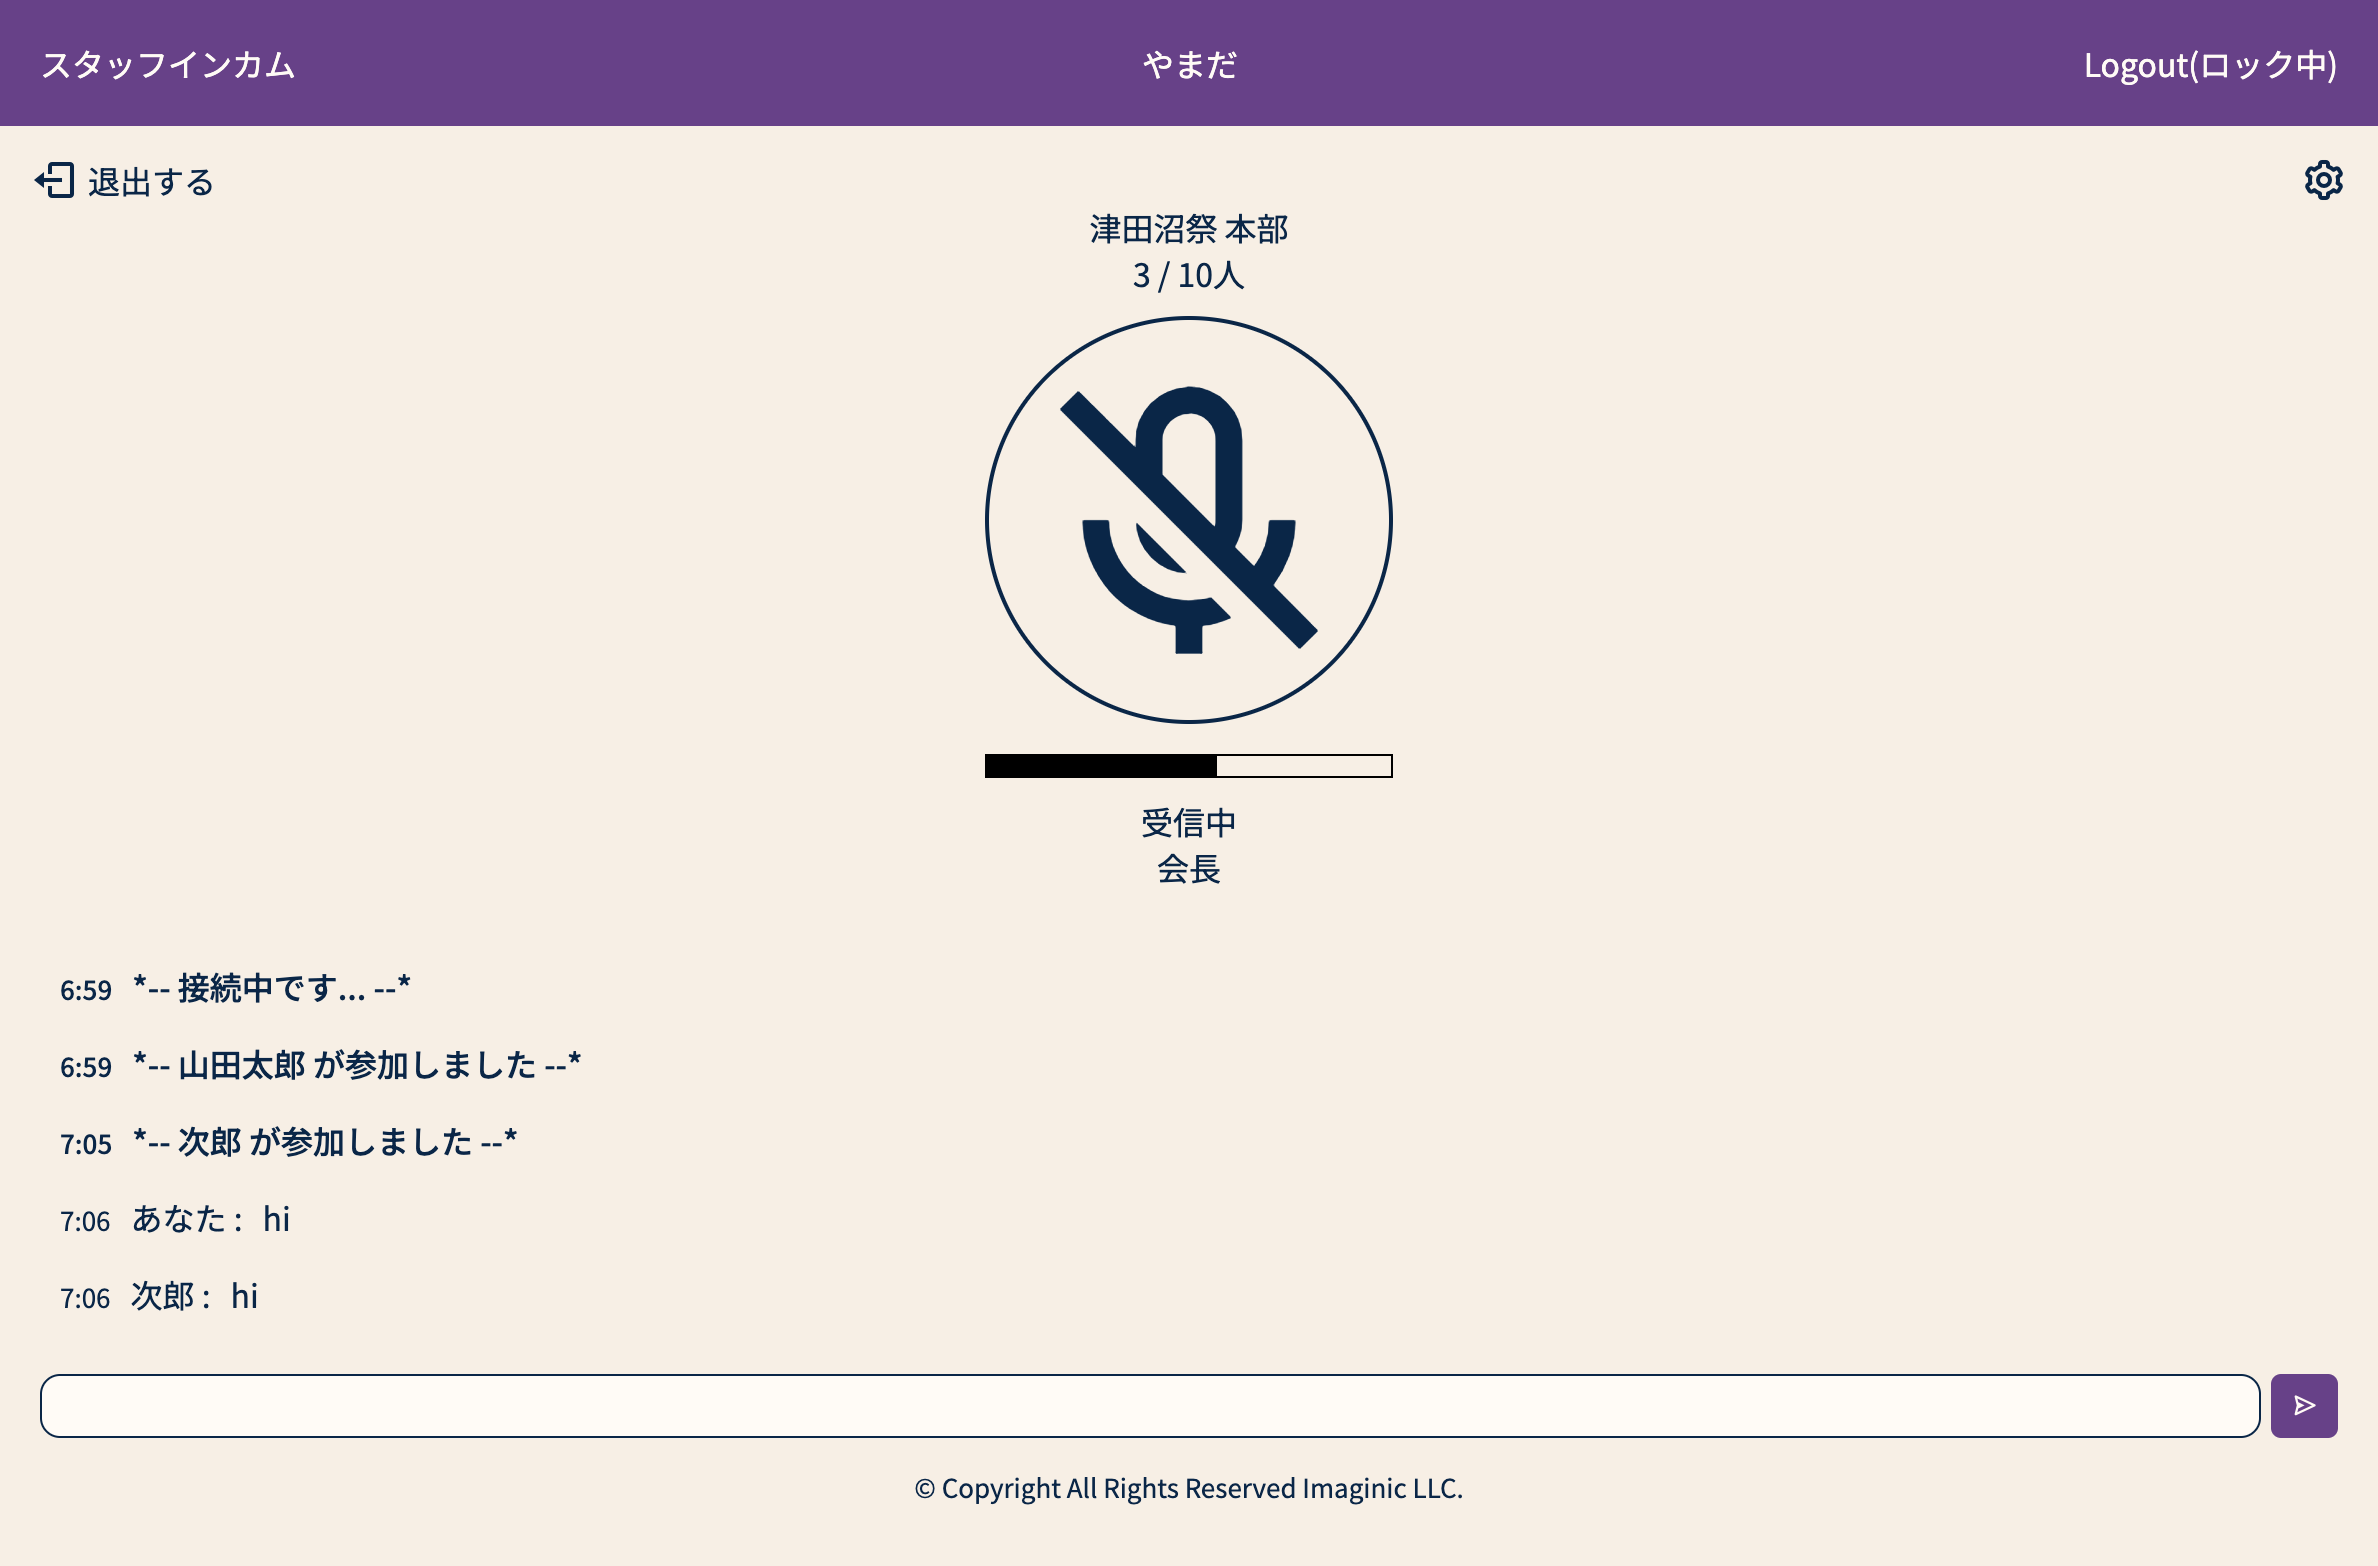 スタッフインカム
やまだ
Logout(ロック中)
退出する
津田沼祭 本部
3 / 10人
受信中
会長
6:59 *-- 接続中です... --*
6:59 *-- 山田太郎 が参加しました --*
7:05 *-- 次郎 が参加しました --*
7:06 あなた : hi
7:06 次郎 : hi
© Copyright All Rights Reserved Imaginic LLC.